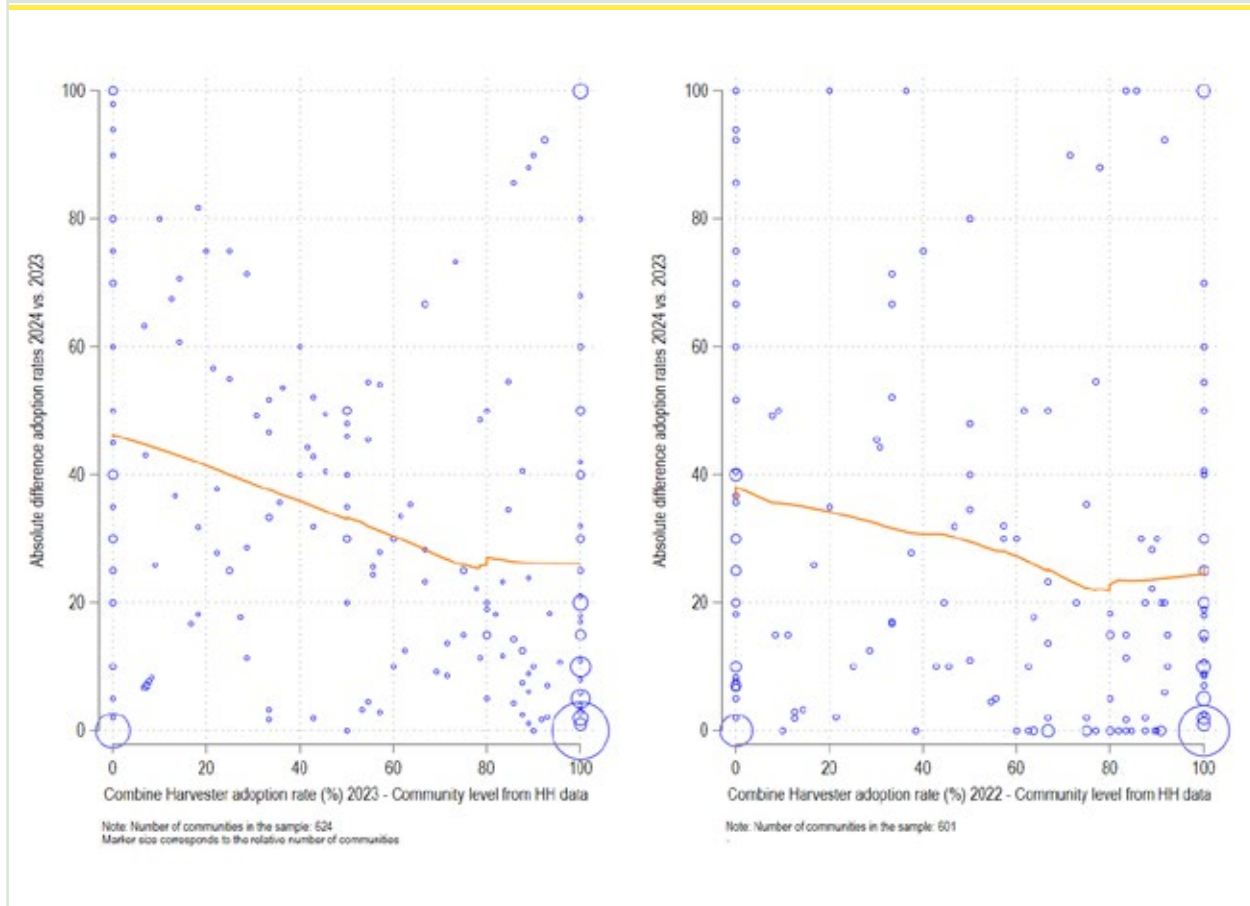 100
80
60
40
20
0
Absolute difference adoption rates 2024 vs. 2023
0 20 40 60 80 100
Combine Harvester adoption rate (%) 2023 - Community level from HH data
Note: Number of communities in the sample: 624
Marker size corresponds to the relative number of communities
100
80
60
40
20
0
Absolute difference adoption rates 2024 vs. 2023
0 20 40 60 80 100
Combine Harvester adoption rate (%) 2022 - Community level from HH data
Note: Number of communities in the sample: 601